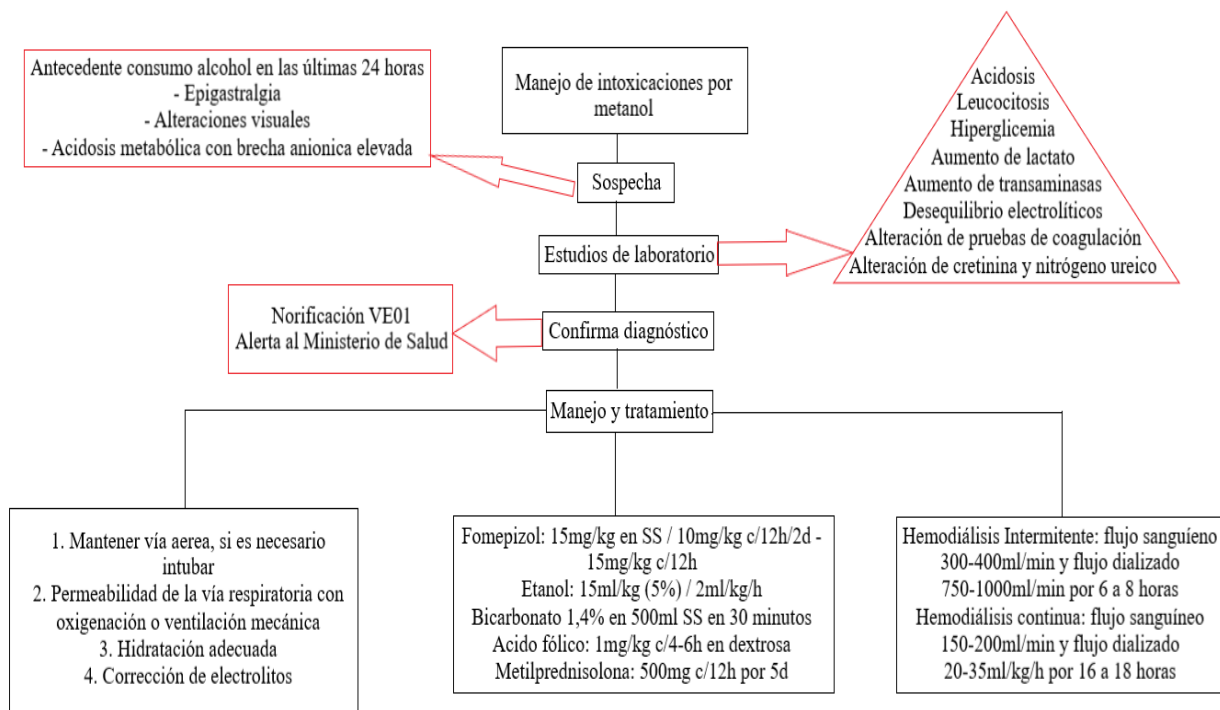 Antecedente consumo alcohol en las últimas 24 horas
- Epigastralgia
- Alteraciones visuales
- Acidosis metabólica con brecha anionica elevada
Manejo de intoxicaciones por
metanol
Sospecha
Acidosis
Leucocitosis
Hiperglicemia
Aumento de lactato
Aumento de transaminasas
Desequilibrio electrolíticos
Alteración de pruebas de coagulación
Alteración de cretinina y nitrógeno ureico
Estudios de laboratorio
Norificación VE01
Alerta al Ministerio de Salud
Confirma diagnóstico
Manejo y tratamiento
1. Mantener vía aerea, si es necesario
intubar
2. Permeabilidad de la vía respiratoria con
oxigenación o ventilación mecánica
3. Hidratación adecuada
4. Corrección de electrolitos
Fomepizol: 15mg/kg en SS / 10mg/kg c/12h/2d -
15mg/kg c/12h
Etanol: 15ml/kg (5%) / 2ml/kg/h
Bicarbonato 1,4% en 500ml SS en 30 minutos
Acido fólico: 1mg/kg c/4-6h en dextrosa
Metilprednisolona: 500mg c/12h por 5d
Hemodiálisis Intermitente: flujo sanguíeno
300-400ml/min y flujo dializado
750-1000ml/min por 6 a 8 horas
Hemodiálisis continua: flujo sanguíneo
150-200ml/min y flujo dializado
20-35ml/kg/h por 16 a 18 horas